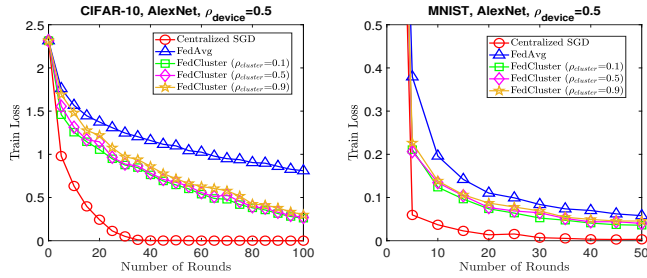 CIFAR-10, AlexNet, ρdevice=0.5
Train Loss
2.5
2
1.5
1
0.5
0
0
20
40
60
80
100
Number of Rounds
Centralized SGD
FedAvg
FedCluster (ρcluster=0.1)
FedCluster (ρcluster=0.5)
FedCluster (ρcluster=0.9)
MNIST, AlexNet, ρdevice=0.5
Train Loss
0.5
0.4
0.3
0.2
0.1
0
0
10
20
30
40
50
Number of Rounds
Centralized SGD
FedAvg
FedCluster (ρcluster=0.1)
FedCluster (ρcluster=0.5)
FedCluster (ρcluster=0.9)